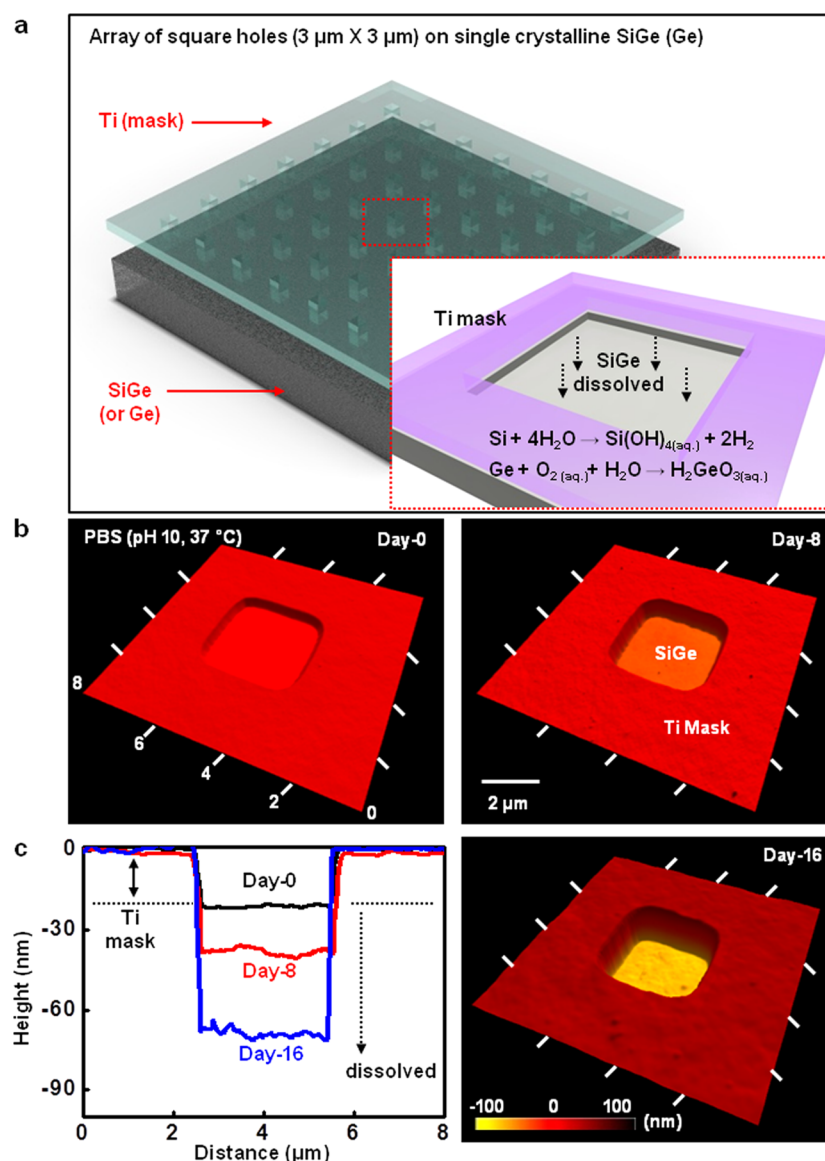 a
Array of square holes (3 µm X 3 µm) on single crystalline SiGe (Ge)
Ti (mask)
SiGe
(or Ge)
Ti mask
SiGe
dissolved
Si + 4H₂O → Si(OH)₄₍aq.₎ + 2H₂
Ge + O₂ ₍aq.₎ + H₂O → H₂GeO₃₍aq.₎
b
PBS (pH 10, 37 °C)
Day-0
8
6
4
2
0
Day-8
SiGe
Ti Mask
2 µm
c
0
-30
-60
-90
Height (nm)
Ti
mask
Day-0
Day-8
Day-16
dissolved
0
2
4
6
8
Distance (µm)
Day-16
-100
0
100
(nm)